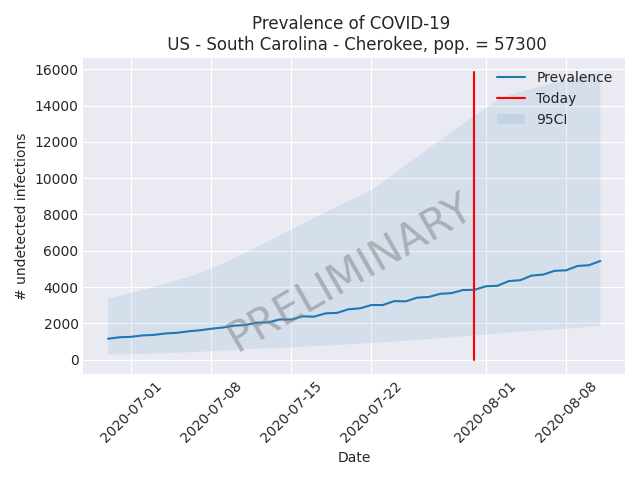 Prevalence of COVID-19
US - South Carolina - Cherokee, pop. = 57300
16000
14000
12000
10000
8000
6000
4000
2000
0
# undetected infections
Prevalence
Today
95CI
PRELIMINARY
2020-07-01
2020-07-08
2020-07-15
2020-07-22
2020-08-01
2020-08-08
Date